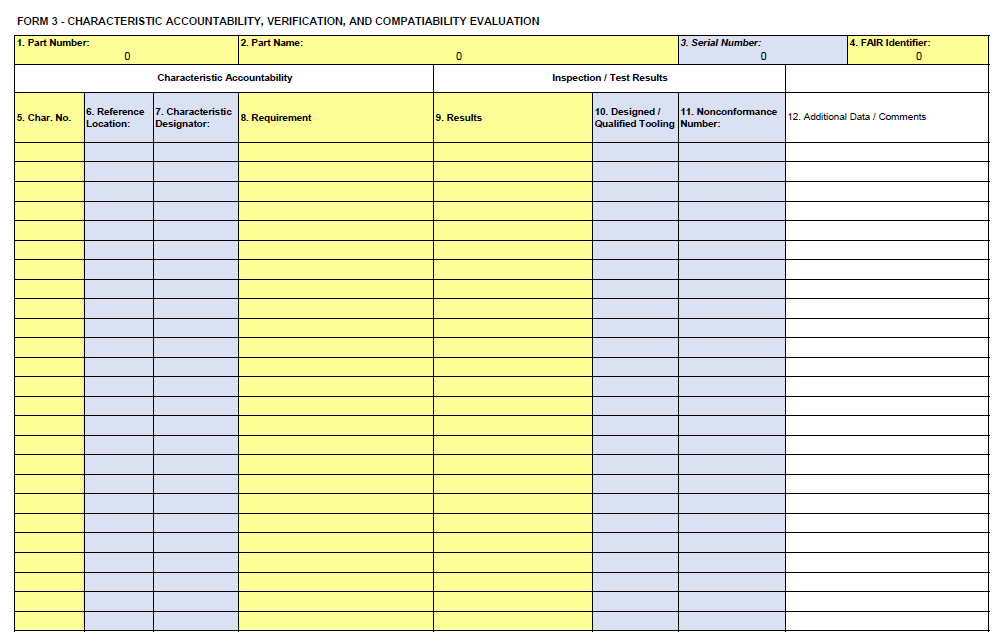 FORM 3 - CHARACTERISTIC ACCOUNTABILITY, VERIFICATION, AND COMPATIABILITY EVALUATION
1. Part Number:
0
2. Part Name:
0
3. Serial Number:
0
4. FAIR Identifier:
0
Characteristic Accountability
Inspection / Test Results
5. Char. No.
6. Reference
Location:
7. Characteristic
Designator:
8. Requirement
9. Results
10. Designed /
Qualified Tooling
11. Nonconformance
Number:
12. Additional Data / Comments